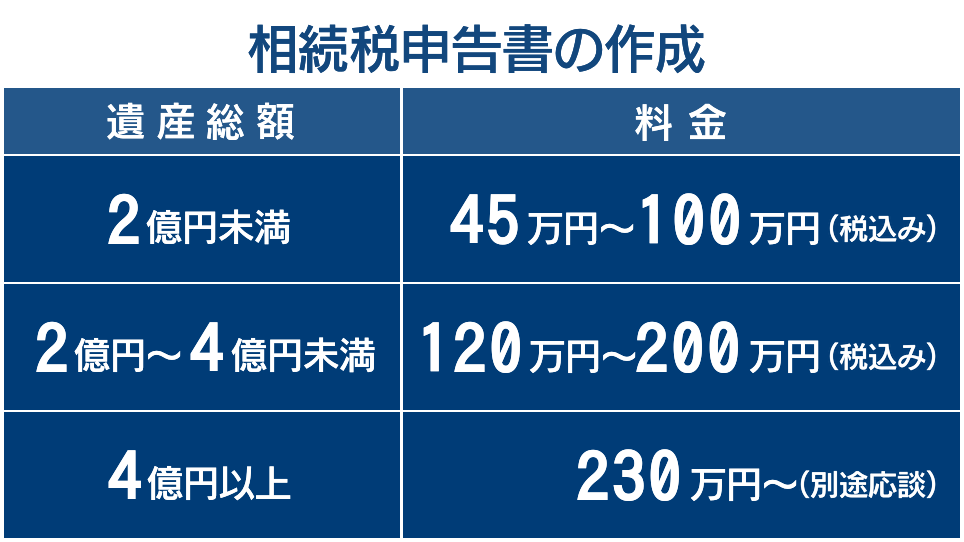 相続税申告書の作成
遺産総額 料金
2億円未満 45万円～100万円（税込み）
2億円～4億円未満 120万円～200万円（税込み）
4億円以上 230万円～（別途応談）